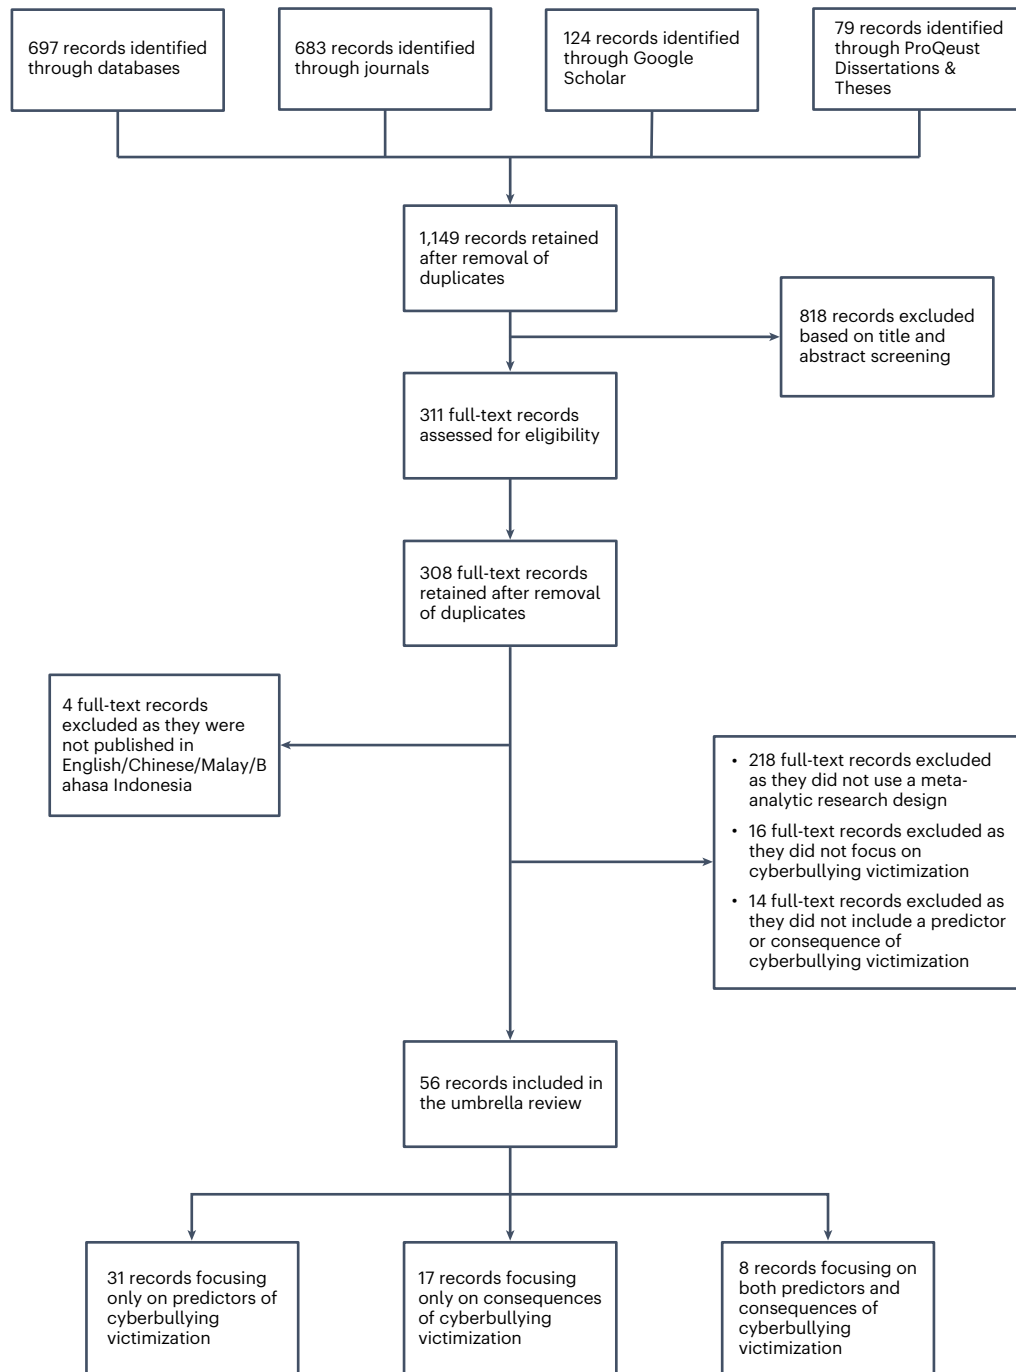 697 records identified
through databases
683 records identified
through journals
124 records identified
through Google
Scholar
79 records identified
through ProQeust
Dissertations &
Theses
1,149 records retained
after removal of
duplicates
818 records excluded
based on title and
abstract screening
311 full-text records
assessed for eligibility
308 full-text records
retained after removal
of duplicates
4 full-text records
excluded as they were
not published in
English/Chinese/Malay/B
ahasa Indonesia
• 218 full-text records excluded
as they did not use a meta-
analytic research design
• 16 full-text records excluded as
they did not focus on
cyberbullying victimization
• 14 full-text records excluded as
they did not include a predictor
or consequence of
cyberbullying victimization
56 records included in
the umbrella review
31 records focusing
only on predictors of
cyberbullying
victimization
17 records focusing
only on consequences
of cyberbullying
victimization
8 records focusing on
both predictors and
consequences of
cyberbullying
victimization